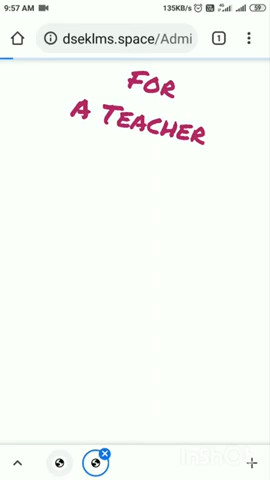 9:57 AM
135KB/s
59
dseklms.space/Admi
1
For
A Teacher
InShOt